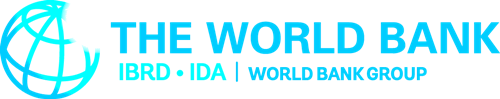 THE WORLD BANK
IBRD • IDA | WORLD BANK GROUP